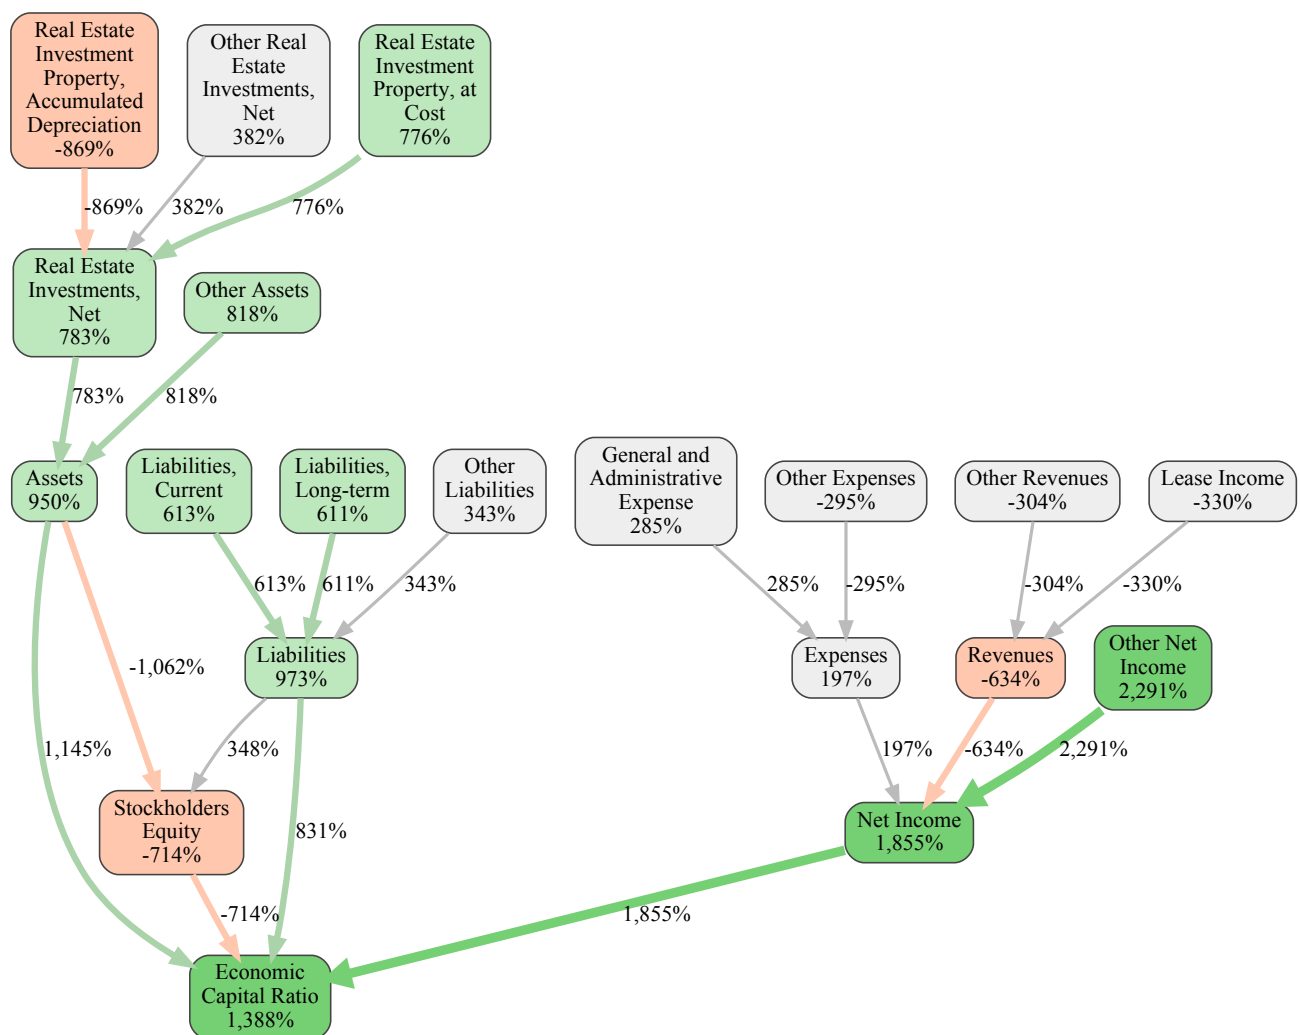 Real Estate
Investment
Property,
Accumulated
Depreciation
-869%
Other Real
Estate
Investments,
Net
382%
Real Estate
Investment
Property, at
Cost
776%
-869%
382%
776%
Real Estate
Investments,
Net
783%
Other Assets
818%
783%
818%
Assets
950%
Liabilities,
Current
613%
Liabilities,
Long-term
611%
Other
Liabilities
343%
General and
Administrative
Expense
285%
Other Expenses
-295%
Other Revenues
-304%
Lease Income
-330%
613%
611%
343%
285%
-295%
-304%
-330%
-1,062%
Liabilities
973%
Expenses
197%
Revenues
-634%
Other Net
Income
2,291%
1,145%
348%
831%
197%
-634%
2,291%
Stockholders
Equity
-714%
Net Income
1,855%
-714%
1,855%
Economic
Capital Ratio
1,388%